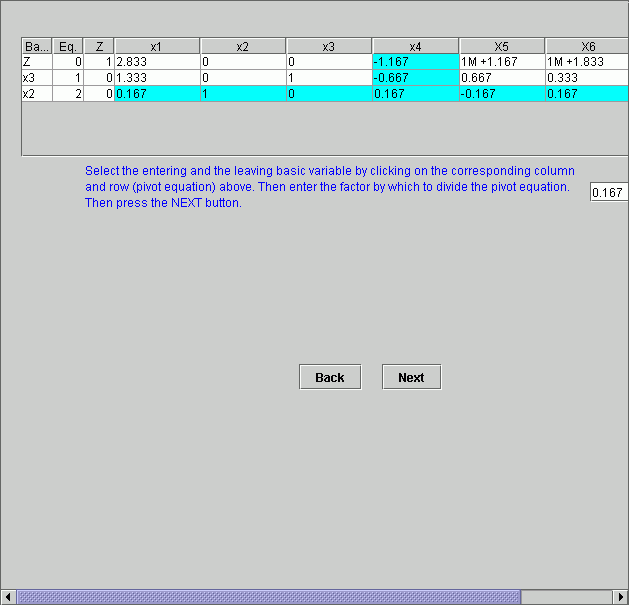 Ba... Eq. Z x1 x2 x3 x4 X5 X6
Z 0 1 2.833 0 0 -1.167 1M +1.167 1M +1.833
x3 1 0 1.333 0 1 -0.667 0.667 0.333
x2 2 0 0.167 1 0 0.167 -0.167 0.167
Select the entering and the leaving basic variable by clicking on the corresponding column
and row (pivot equation) above. Then enter the factor by which to divide the pivot equation.
Then press the NEXT button.
0.167
Back Next